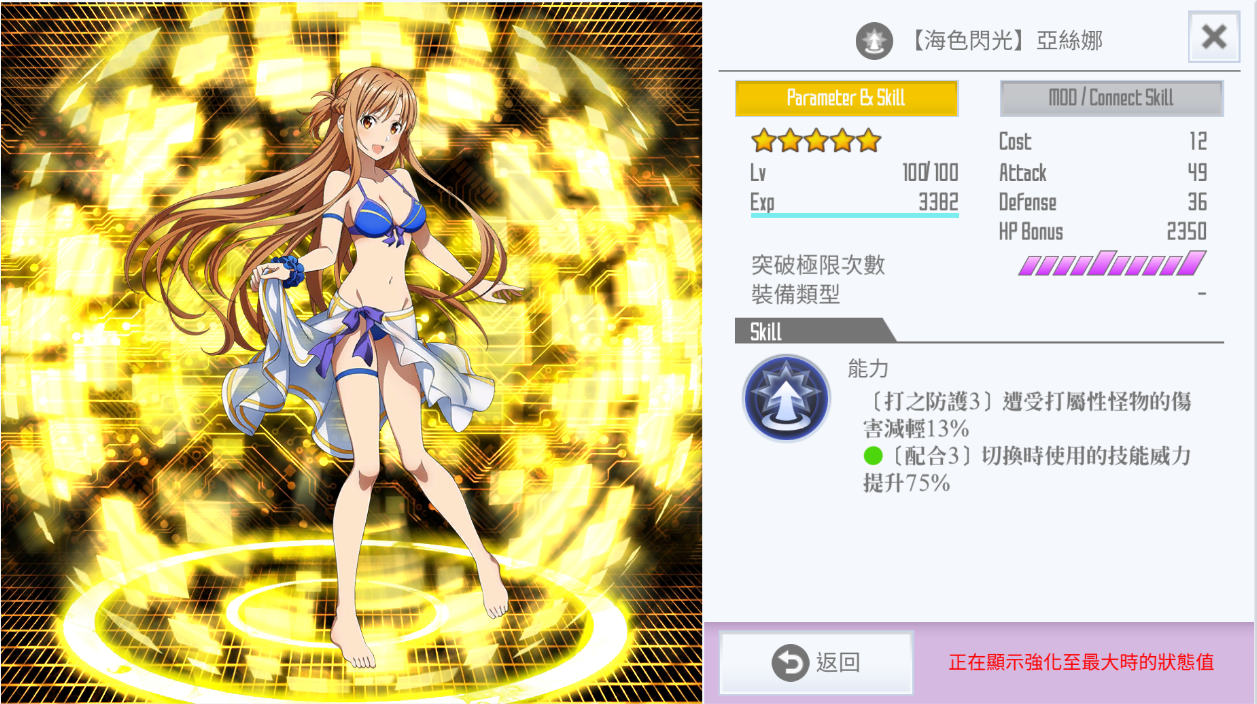 【海色閃光】亞絲娜
Parameter & Skill
MOD / Connect Skill
Lv 100/100
Exp 3382
Cost 12
Attack 49
Defense 36
HP Bonus 2350
突破極限次數
裝備類型 -
Skill
能力
〔打之防護3〕遭受打屬性怪物的傷
害減輕13%
〔配合3〕切換時使用的技能威力
提升75%
返回
正在顯示強化至最大時的狀態值